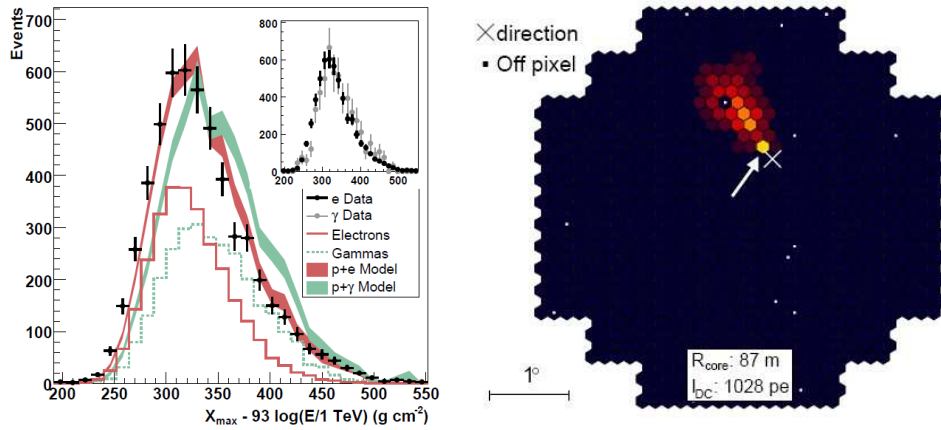 Events
700
600
500
400
300
200
100
0
200 250 300 350 400 450 500 550
X_max - 93 log(E/1 TeV) (g cm⁻²)
800
600
400
200
0
200 300 400 500
e Data
γ Data
Electrons
Gammas
p+e Model
p+γ Model
direction
Off pixel
1°
R_core: 87 m
I_DC: 1028 pe